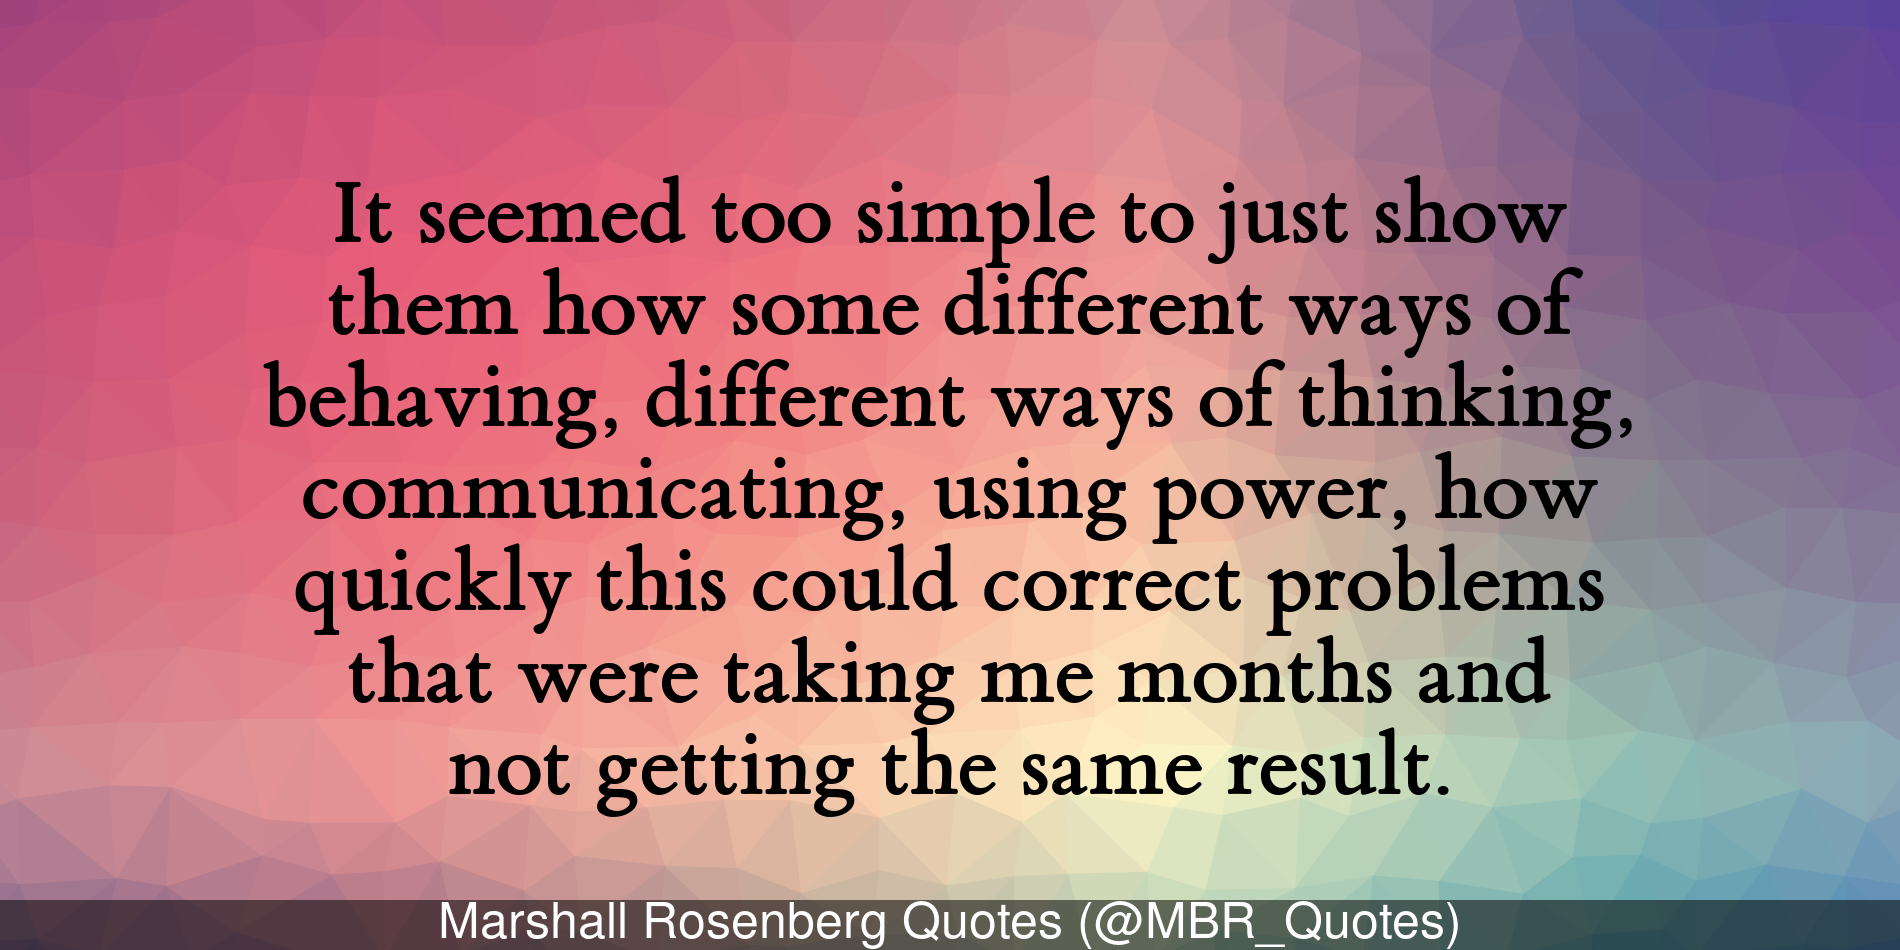 It seemed too simple to just show
them how some different ways of
behaving, different ways of thinking,
communicating, using power, how
quickly this could correct problems
that were taking me months and
not getting the same result.
Marshall Rosenberg Quotes (@MBR_Quotes)